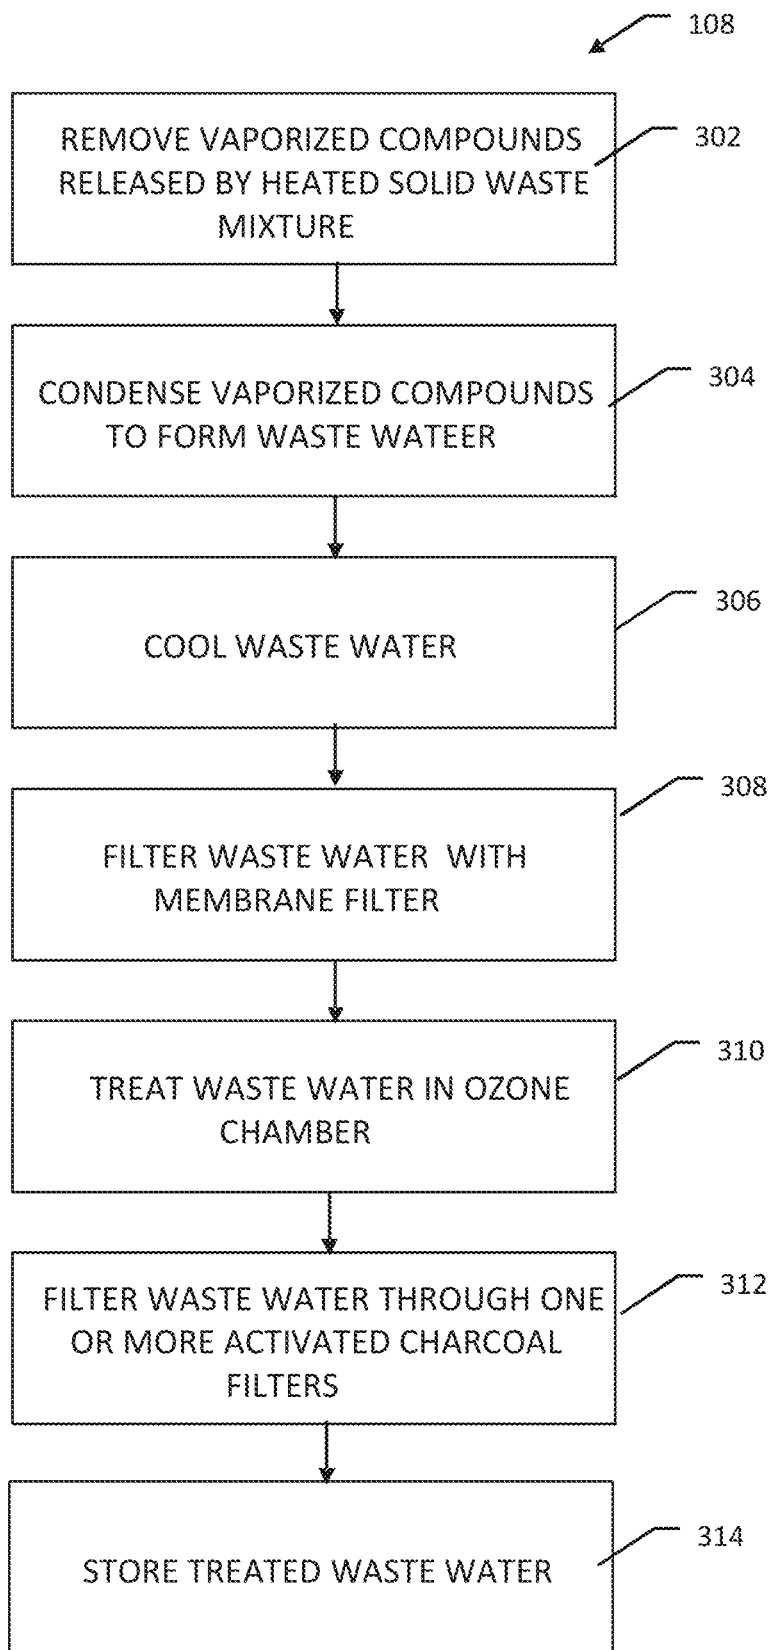 108
REMOVE VAPORIZED COMPOUNDS
RELEASED BY HEATED SOLID WASTE
MIXTURE
302
CONDENSE VAPORIZED COMPOUNDS
TO FORM WASTE WATEER
304
COOL WASTE WATER
306
FILTER WASTE WATER WITH
MEMBRANE FILTER
308
TREAT WASTE WATER IN OZONE
CHAMBER
310
FILTER WASTE WATER THROUGH ONE
OR MORE ACTIVATED CHARCOAL
FILTERS
312
STORE TREATED WASTE WATER
314